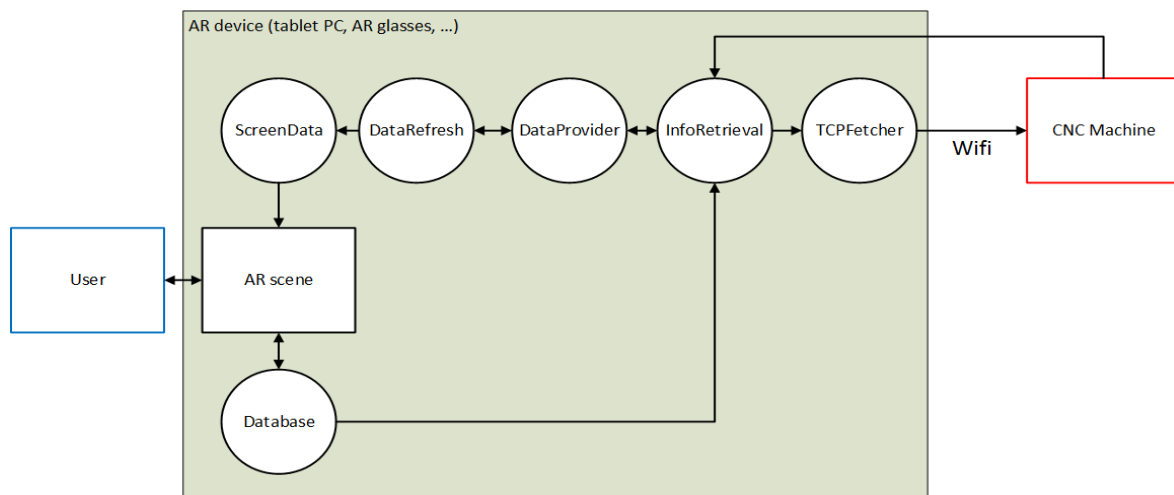 AR device (tablet PC, AR glasses, ...)
ScreenData
DataRefresh
DataProvider
InfoRetrieval
TCPFetcher
CNC Machine
Wifi
User
AR scene
Database